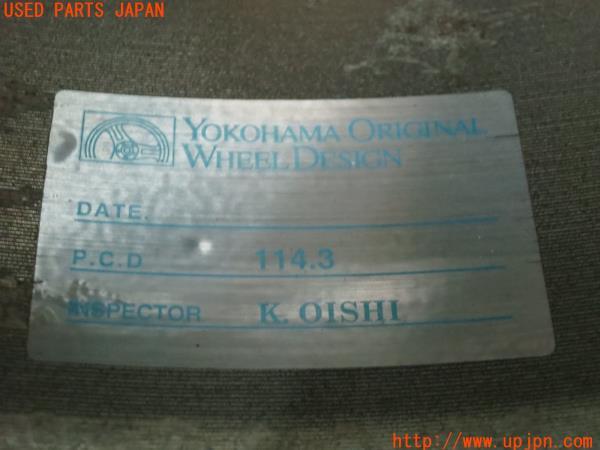 USED PARTS JAPAN
YOKOHAMA ORIGINAL
WHEEL DESIGN
DATE.
P.C.D 114.3
INSPECTOR K. OISHI
http://www.upjpn.com